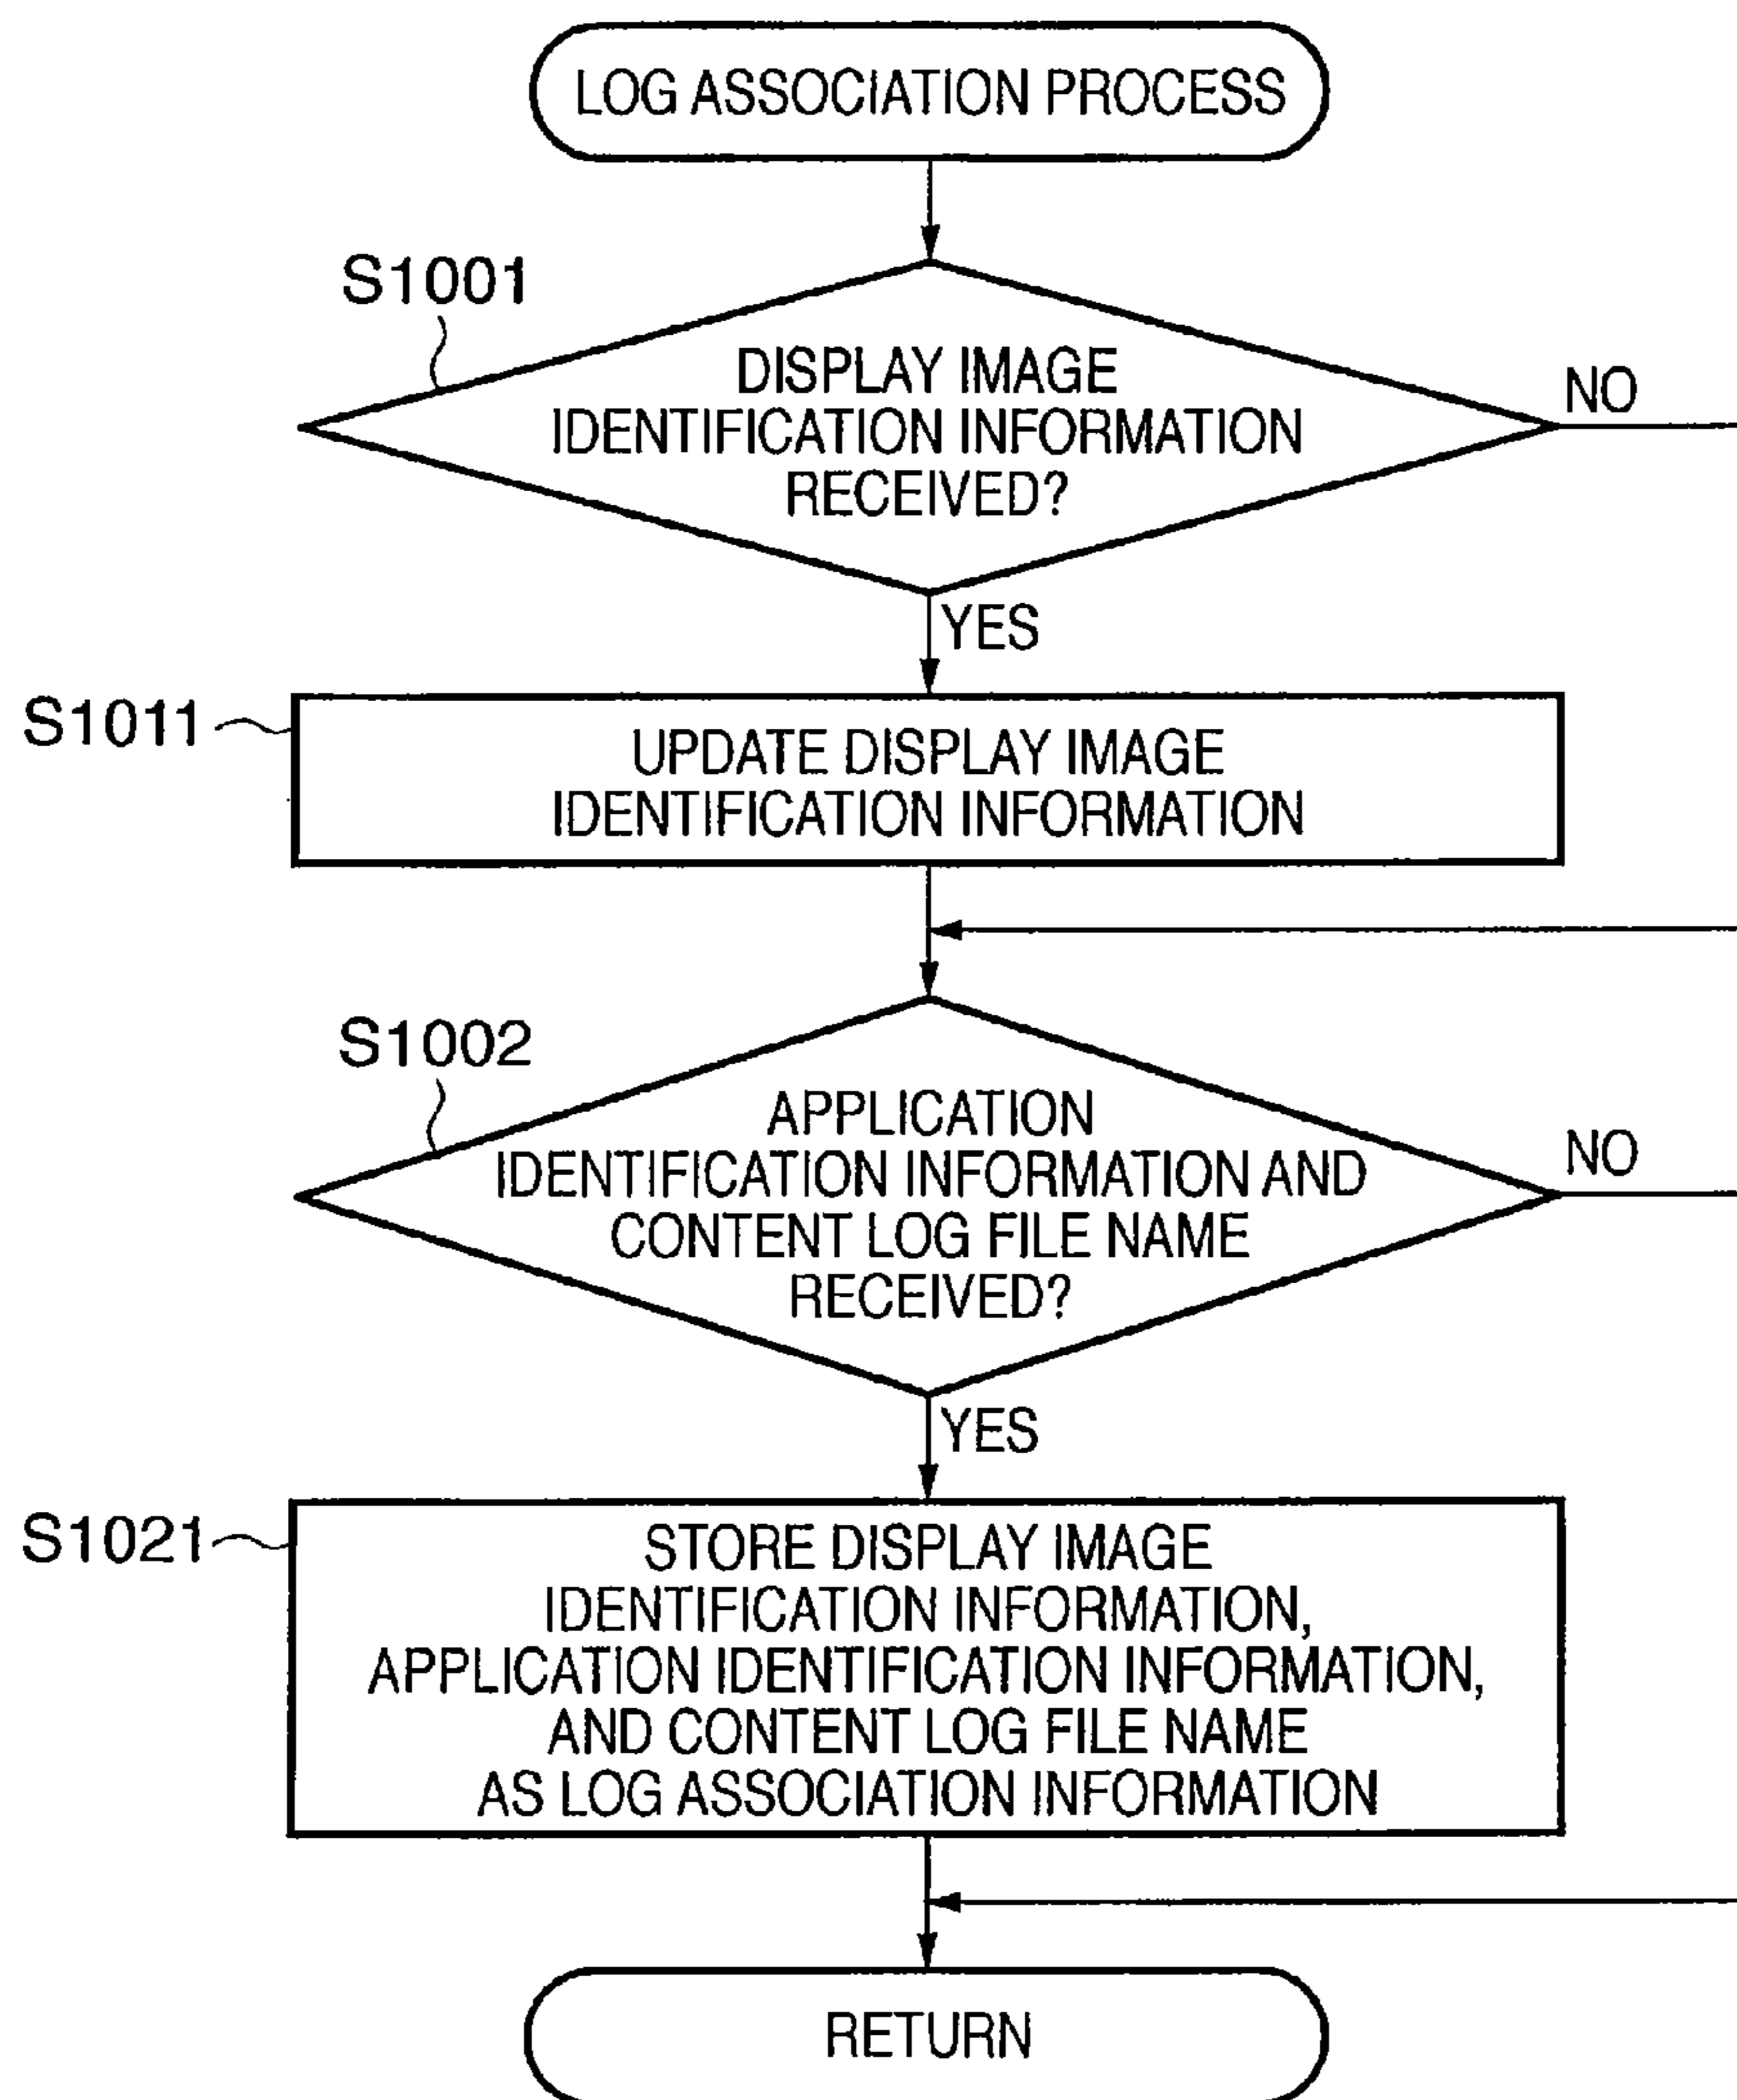 LOG ASSOCIATION PROCESS
S1001
DISPLAY IMAGE
IDENTIFICATION INFORMATION
RECEIVED?
NO
YES
S1011
UPDATE DISPLAY IMAGE
IDENTIFICATION INFORMATION
S1002
APPLICATION
IDENTIFICATION INFORMATION AND
CONTENT LOG FILE NAME
RECEIVED?
NO
YES
S1021
STORE DISPLAY IMAGE
IDENTIFICATION INFORMATION,
APPLICATION IDENTIFICATION INFORMATION,
AND CONTENT LOG FILE NAME
AS LOG ASSOCIATION INFORMATION
RETURN